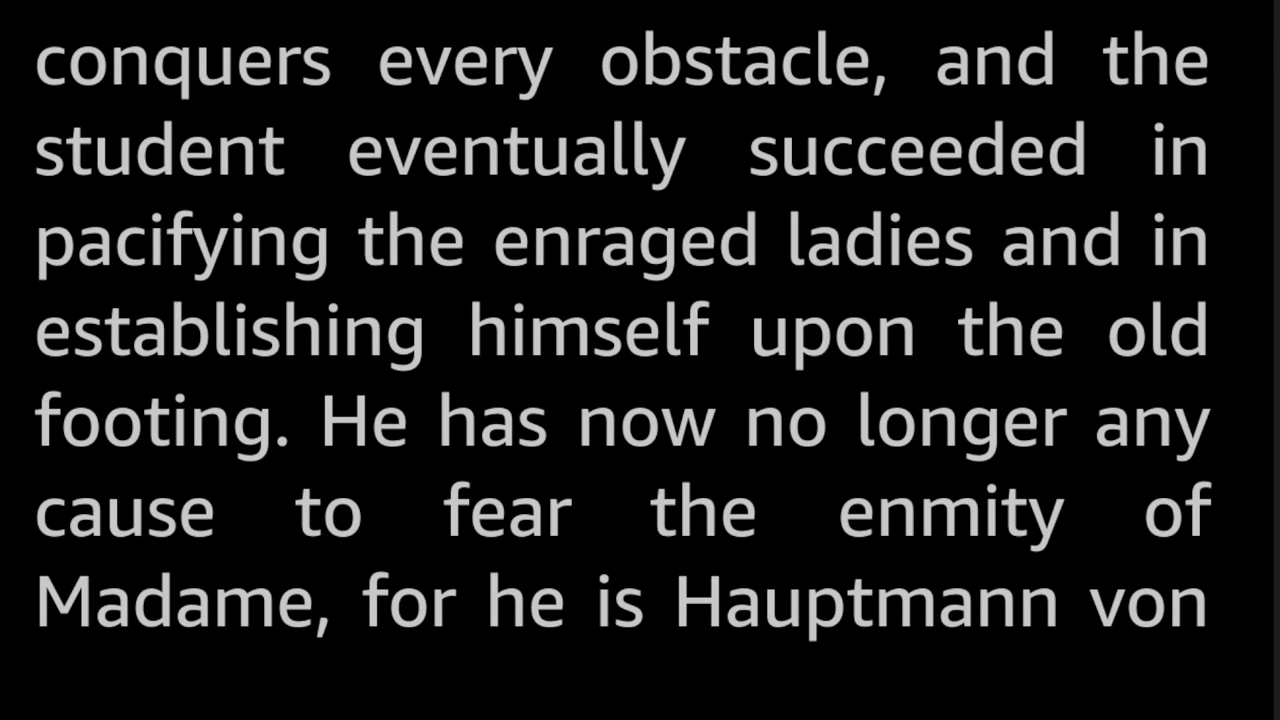 conquers every obstacle, and the
student eventually succeeded in
pacifying the enraged ladies and in
establishing himself upon the old
footing. He has now no longer any
cause to fear the enmity of
Madame, for he is Hauptmann von